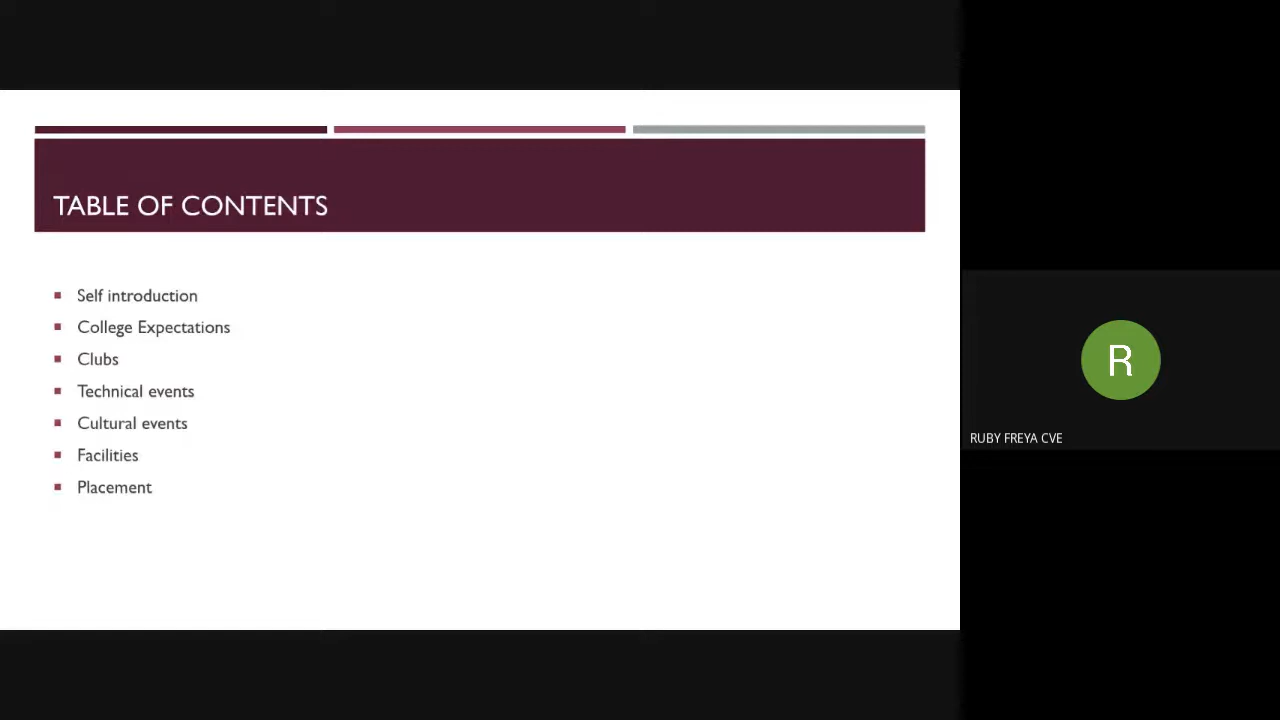 TABLE OF CONTENTS
Self introduction
College Expectations
Clubs
Technical events
Cultural events
Facilities
Placement
R
RUBY FREYA CVE